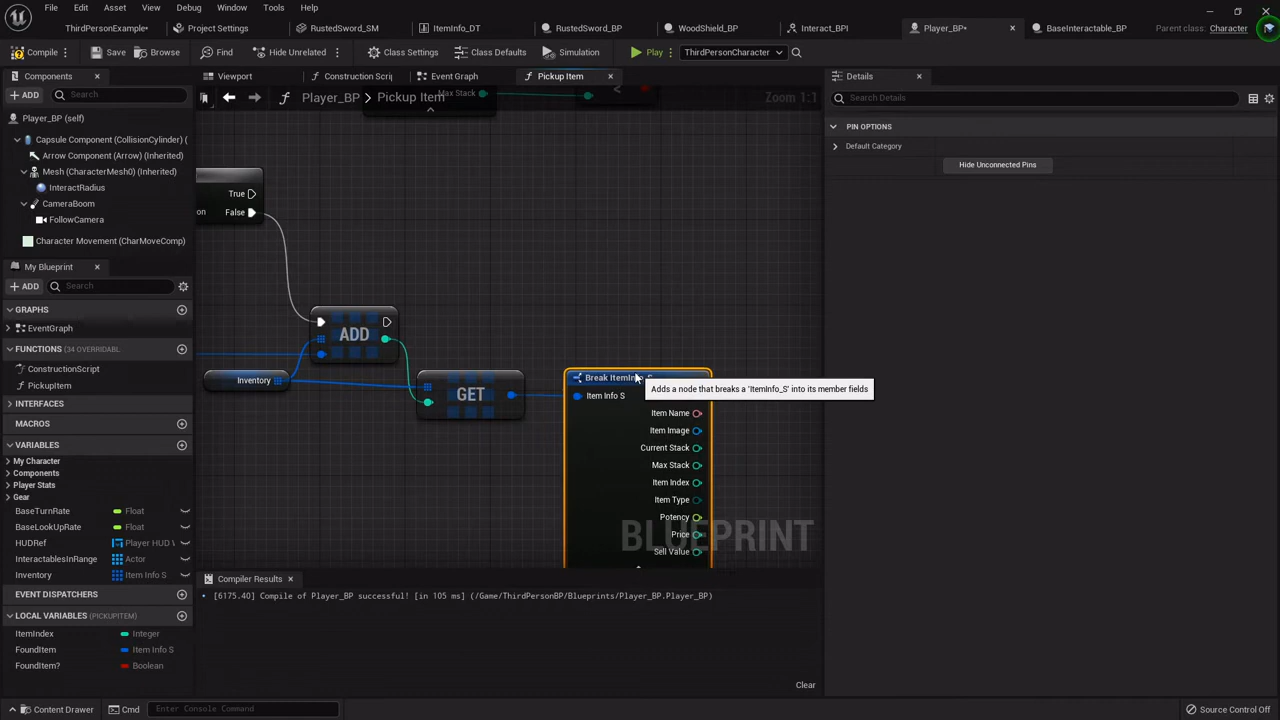 File Edit Asset View Debug Window Tools Help
ThirdPersonExample* Project Settings RustedSword_SM ItemInfo_DT RustedSword_BP WoodShield_BP Interact_BPI Player_BP* BaseInteractable_BP Parent class: Character
Compile Save Browse Find Hide Unrelated Class Settings Class Defaults Simulation Play ThirdPersonCharacter
Components
ADD Search
Player_BP (self)
Capsule Component (CollisionCylinder) (
Arrow Component (Arrow) (Inherited)
Mesh (CharacterMesh0) (Inherited)
InteractRadius
CameraBoom
FollowCamera
Character Movement (CharMoveComp)
My Blueprint
ADD Search
GRAPHS
EventGraph
FUNCTIONS (34 OVERRIDABL
ConstructionScript
PickupItem
INTERFACES
MACROS
VARIABLES
My Character
Components
Player Stats
Gear
BaseTurnRate Float
BaseLookUpRate Float
HUDRef Player HUD
InteractablesInRange Actor
Inventory Item Info S
EVENT DISPATCHERS
LOCAL VARIABLES (PICKUPITEM)
ItemIndex Integer
FoundItem Item Info S
FoundItem? Boolean
Viewport Construction Scrip Event Graph Pickup Item
Player_BP > Pickup Item
Max Stack
Zoom 1:1
True
on False
ADD
Inventory
GET
Break ItemInfo_S
Adds a node that breaks a 'ItemInfo_S' into its member fields
Item Info S
Item Name
Item Image
Current Stack
Max Stack
Item Index
Item Type
Potency
Price
Sell Value
BLUEPRINT
Compiler Results
[6175.40] Compile of Player_BP successful! [in 105 ms] (/Game/ThirdPersonBP/Blueprints/Player_BP.Player_BP)
Clear
Details
Search Details
PIN OPTIONS
Default Category
Hide Unconnected Pins
Content Drawer Cmd Enter Console Command Source Control Off